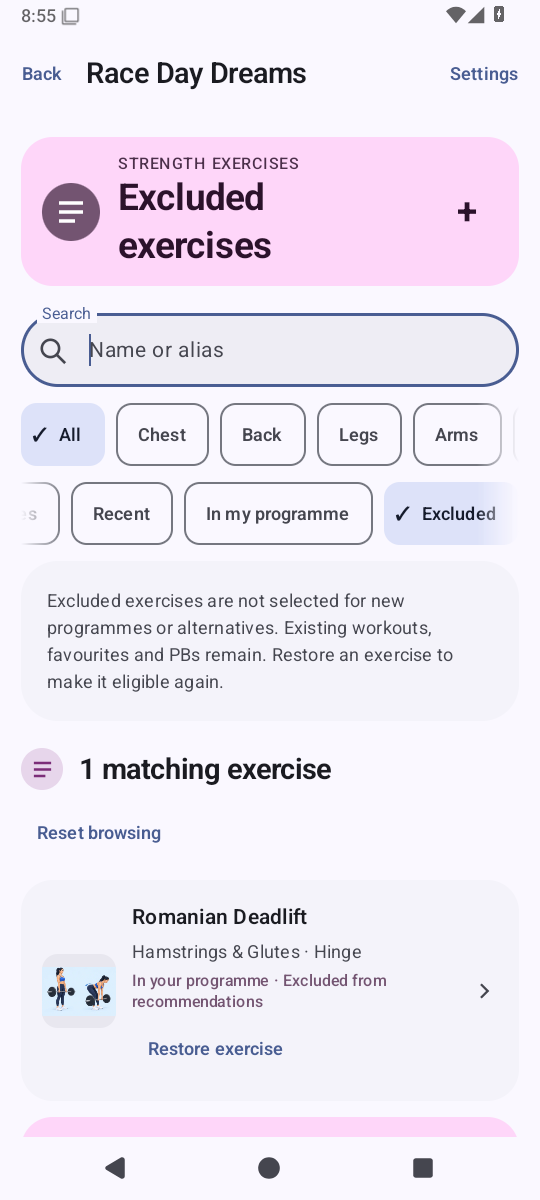 8:55
Back Race Day Dreams Settings
STRENGTH EXERCISES
Excluded
exercises
+
Search
Name or alias
✓ All Chest Back Legs Arms
es Recent In my programme ✓ Excluded
Excluded exercises are not selected for new
programmes or alternatives. Existing workouts,
favourites and PBs remain. Restore an exercise to
make it eligible again.
1 matching exercise
Reset browsing
Romanian Deadlift
Hamstrings & Glutes · Hinge
In your programme · Excluded from
recommendations
Restore exercise